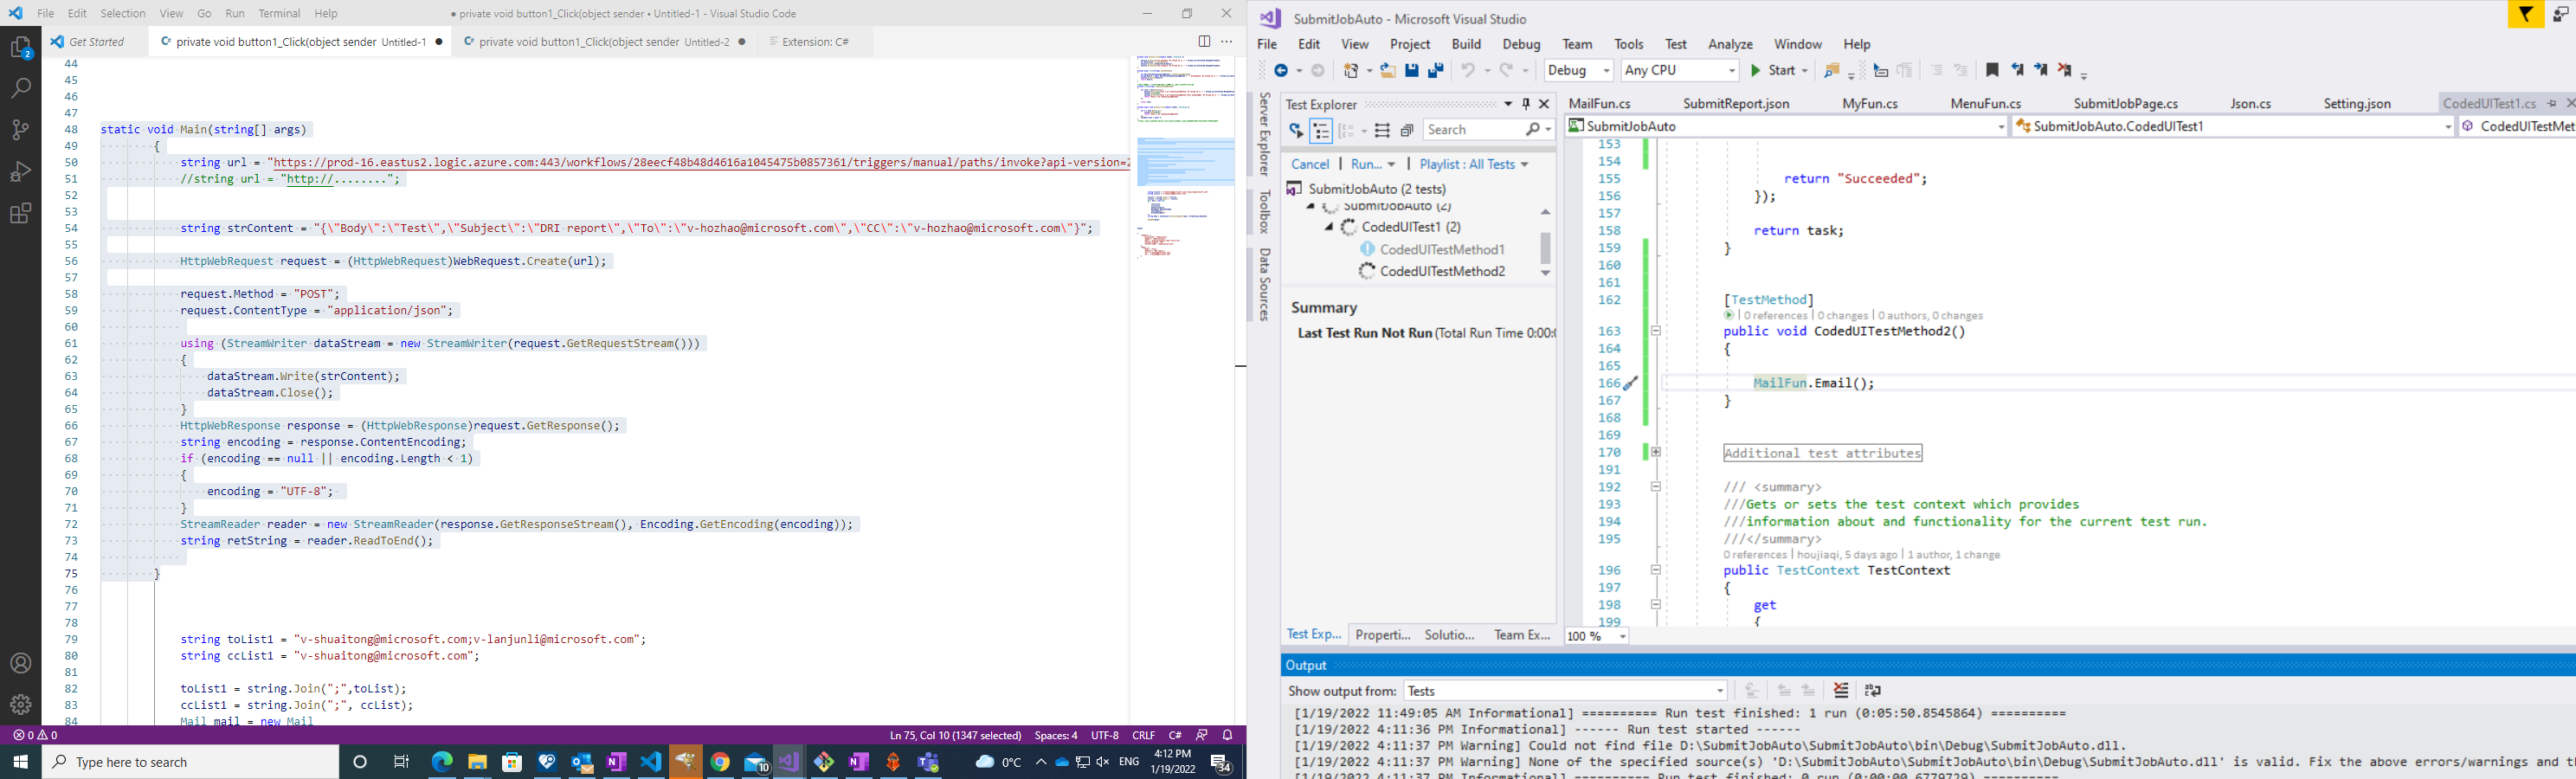 File Edit Selection View Go Run Terminal Help
● private void button1_Click(object sender • Untitled-1 - Visual Studio Code
Get Started
private void button1_Click(object sender Untitled-1 ●
private void button1_Click(object sender Untitled-2 ●
Extension: C#
44
45
46
47
48 static void Main(string[] args)
49 {
50 string url = "https://prod-16.eastus2.logic.azure.com:443/workflows/28eecf48b48d4616a1045475b0857361/triggers/manual/paths/invoke?api-version=2
51 //string url = "http://........";
52
53
54 string strContent = "{\"Body\":\"Test\",\"Subject\":\"DRI report\",\"To\":\"v-hozhao@microsoft.com\",\"CC\":\"v-hozhao@microsoft.com\"}";
55
56 HttpWebRequest request = (HttpWebRequest)WebRequest.Create(url);
57
58 request.Method = "POST";
59 request.ContentType = "application/json";
60
61 using (StreamWriter dataStream = new StreamWriter(request.GetRequestStream()))
62 {
63 dataStream.Write(strContent);
64 dataStream.Close();
65 }
66 HttpWebResponse response = (HttpWebResponse)request.GetResponse();
67 string encoding = response.ContentEncoding;
68 if (encoding == null || encoding.Length < 1)
69 {
70 encoding = "UTF-8";
71 }
72 StreamReader reader = new StreamReader(response.GetResponseStream(), Encoding.GetEncoding(encoding));
73 string retString = reader.ReadToEnd();
74
75 }
76
77
78
79 string toList1 = "v-shuaitong@microsoft.com;v-lanjunli@microsoft.com";
80 string ccList1 = "v-shuaitong@microsoft.com";
81
82 toList1 = string.Join(";",toList);
83 ccList1 = string.Join(";", ccList);
84 Mail mail = new Mail
2
0 0
Ln 75, Col 10 (1347 selected) Spaces: 4 UTF-8 CRLF C#
Type here to search
10
0°C
ENG
4:12 PM
1/19/2022
34
SubmitJobAuto - Microsoft Visual Studio
File Edit View Project Build Debug Team Tools Test Analyze Window Help
Debug Any CPU Start
Server Explorer
Toolbox
Data Sources
Test Explorer
Search
Cancel | Run... | Playlist : All Tests
SubmitJobAuto (2 tests)
SubmitJobAuto (2)
CodedUITest1 (2)
CodedUITestMethod1
CodedUITestMethod2
Summary
Last Test Run Not Run (Total Run Time 0:00:0
Test Exp... Properti... Solutio... Team Ex...
MailFun.cs SubmitReport.json MyFun.cs MenuFun.cs SubmitJobPage.cs Json.cs Setting.json CodedUITest1.cs
SubmitJobAuto SubmitJobAuto.CodedUITest1 CodedUITestMet
153
154
155 return "Succeeded";
156 });
157
158 return task;
159 }
160
161
162 [TestMethod]
| 0 references | 0 changes | 0 authors, 0 changes
163 public void CodedUITestMethod2()
164 {
165
166 MailFun.Email();
167 }
168
169
170 Additional test attributes
191
192 /// <summary>
193 ///Gets or sets the test context which provides
194 ///information about and functionality for the current test run.
195 ///</summary>
0 references | houjiaqi, 5 days ago | 1 author, 1 change
196 public TestContext TestContext
197 {
198 get
199 {
100 %
Output
Show output from: Tests
[1/19/2022 11:49:05 AM Informational] ========== Run test finished: 1 run (0:05:50.8545864) ==========
[1/19/2022 4:11:36 PM Informational] ------ Run test started ------
[1/19/2022 4:11:37 PM Warning] Could not find file D:\SubmitJobAuto\SubmitJobAuto\bin\Debug\SubmitJobAuto.dll.
[1/19/2022 4:11:37 PM Warning] None of the specified source(s) 'D:\SubmitJobAuto\SubmitJobAuto\bin\Debug\SubmitJobAuto.dll' is valid. Fix the above errors/warnings and t
[1/19/2022 4:11:37 PM Informational] ========== Run test finished: 0 run (0:00:00.6779729) ==========